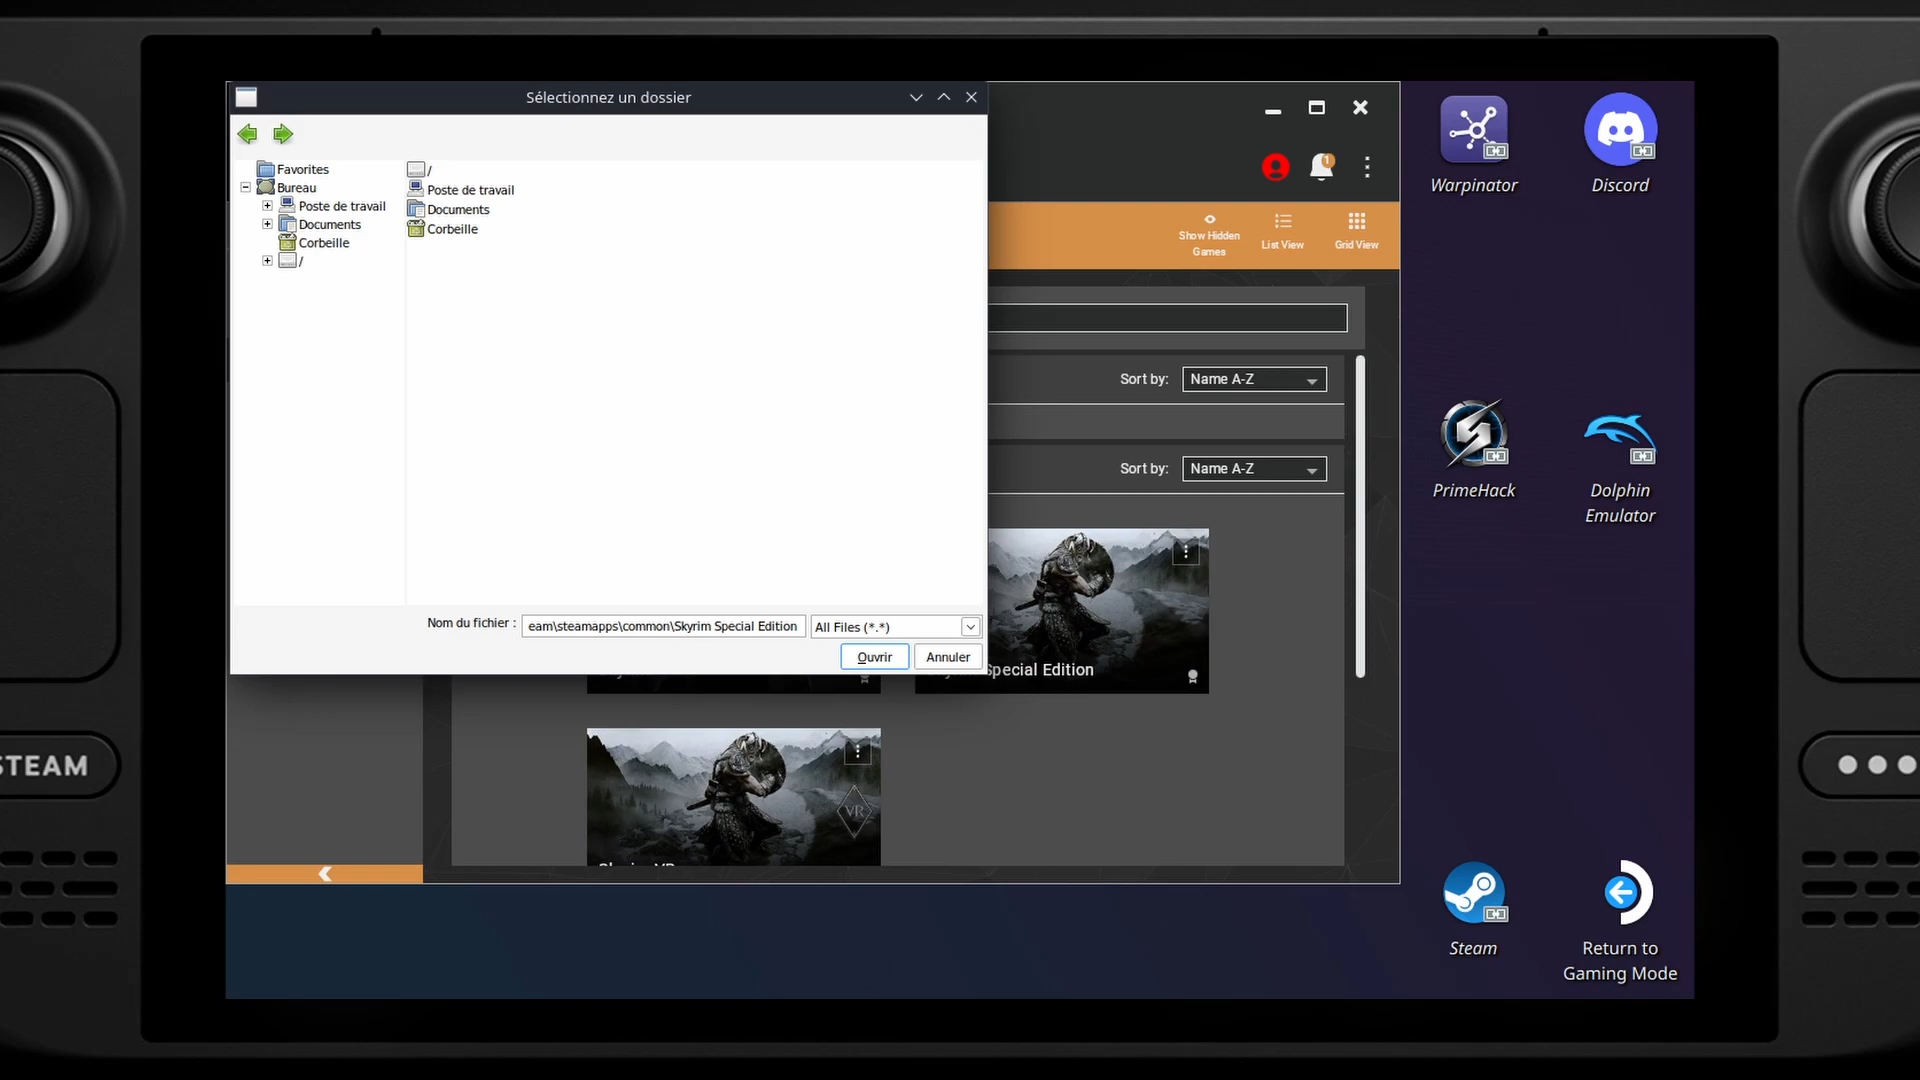 Sélectionnez un dossier
Favorites
Bureau
Poste de travail
Documents
Corbeille
/
/
Poste de travail
Documents
Corbeille
Nom du fichier :
eam\steamapps\common\Skyrim Special Edition
All Files (*.*)
Ouvrir
Annuler
1
Show Hidden
Games
List View
Grid View
Sort by:
Name A-Z
Sort by:
Name A-Z
Special Edition
VR
Warpinator
Discord
PrimeHack
Dolphin
Emulator
Steam
Return to
Gaming Mode
STEAM